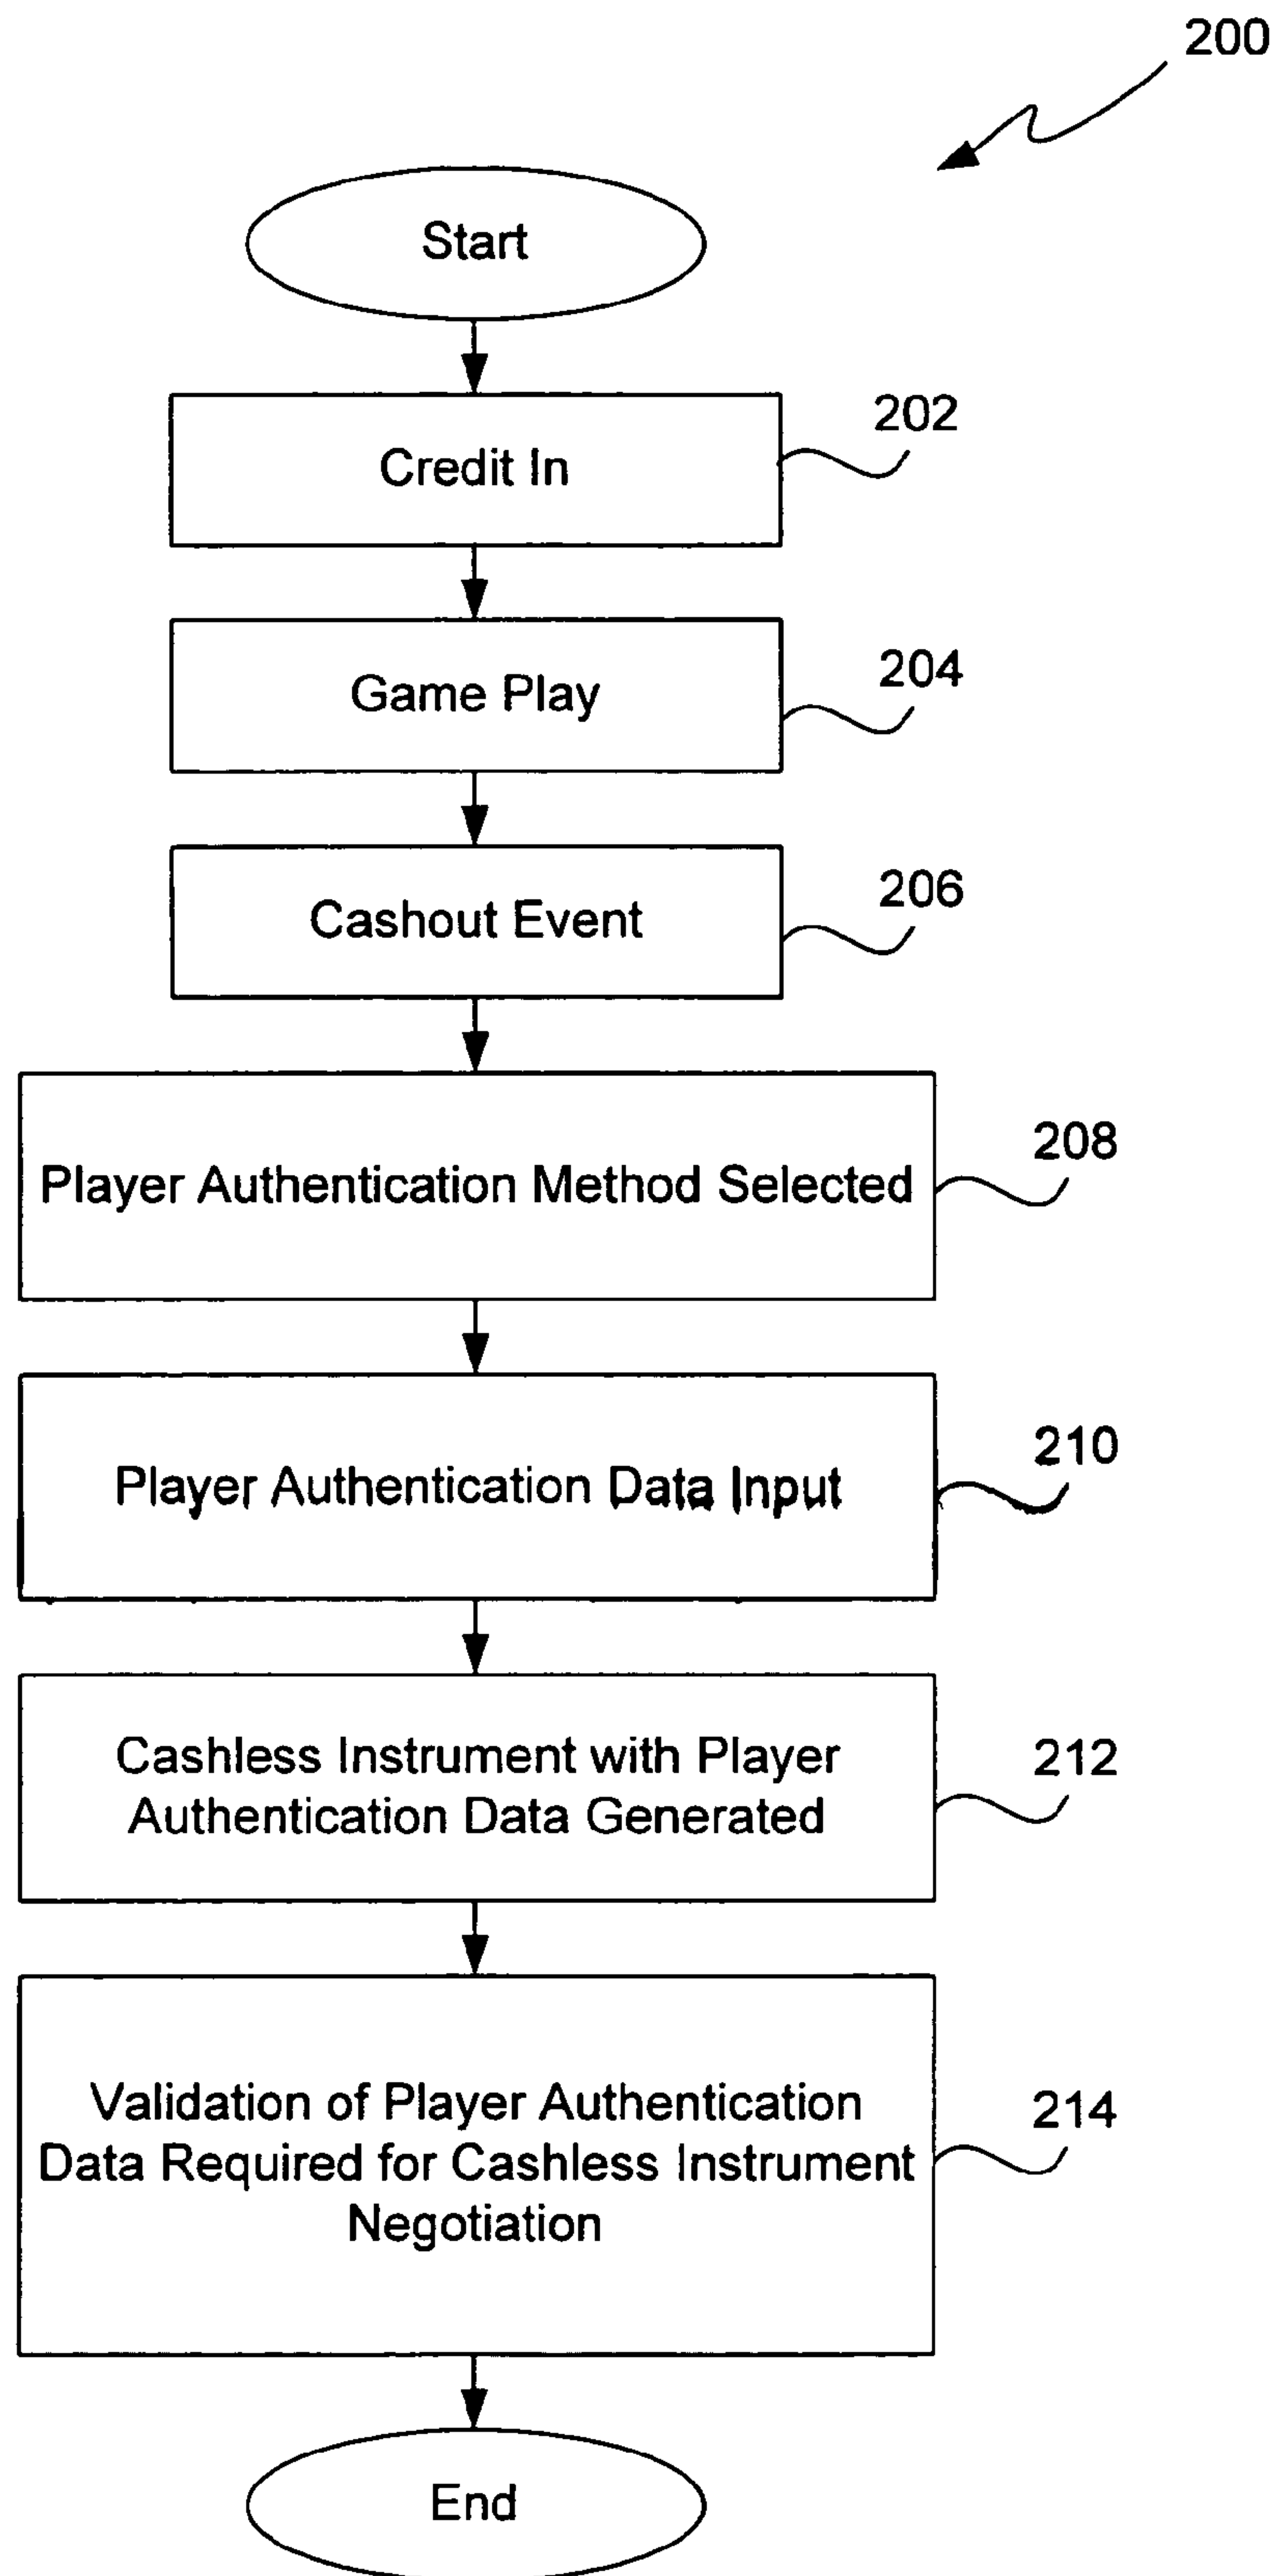 200
Start
Credit In
202
Game Play
204
Cashout Event
206
Player Authentication Method Selected
208
Player Authentication Data Input
210
Cashless Instrument with Player
Authentication Data Generated
212
Validation of Player Authentication
Data Required for Cashless Instrument
Negotiation
214
End